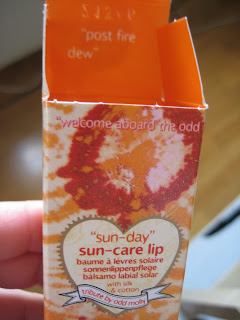 "post fire
dew"
"welcome aboard the odd
"sun-day"
sun-care lip
baume à lèvres solaire
sonnenlippenpflege
bálsamo labial solar
with silk
& cotton
tribute by odd molly